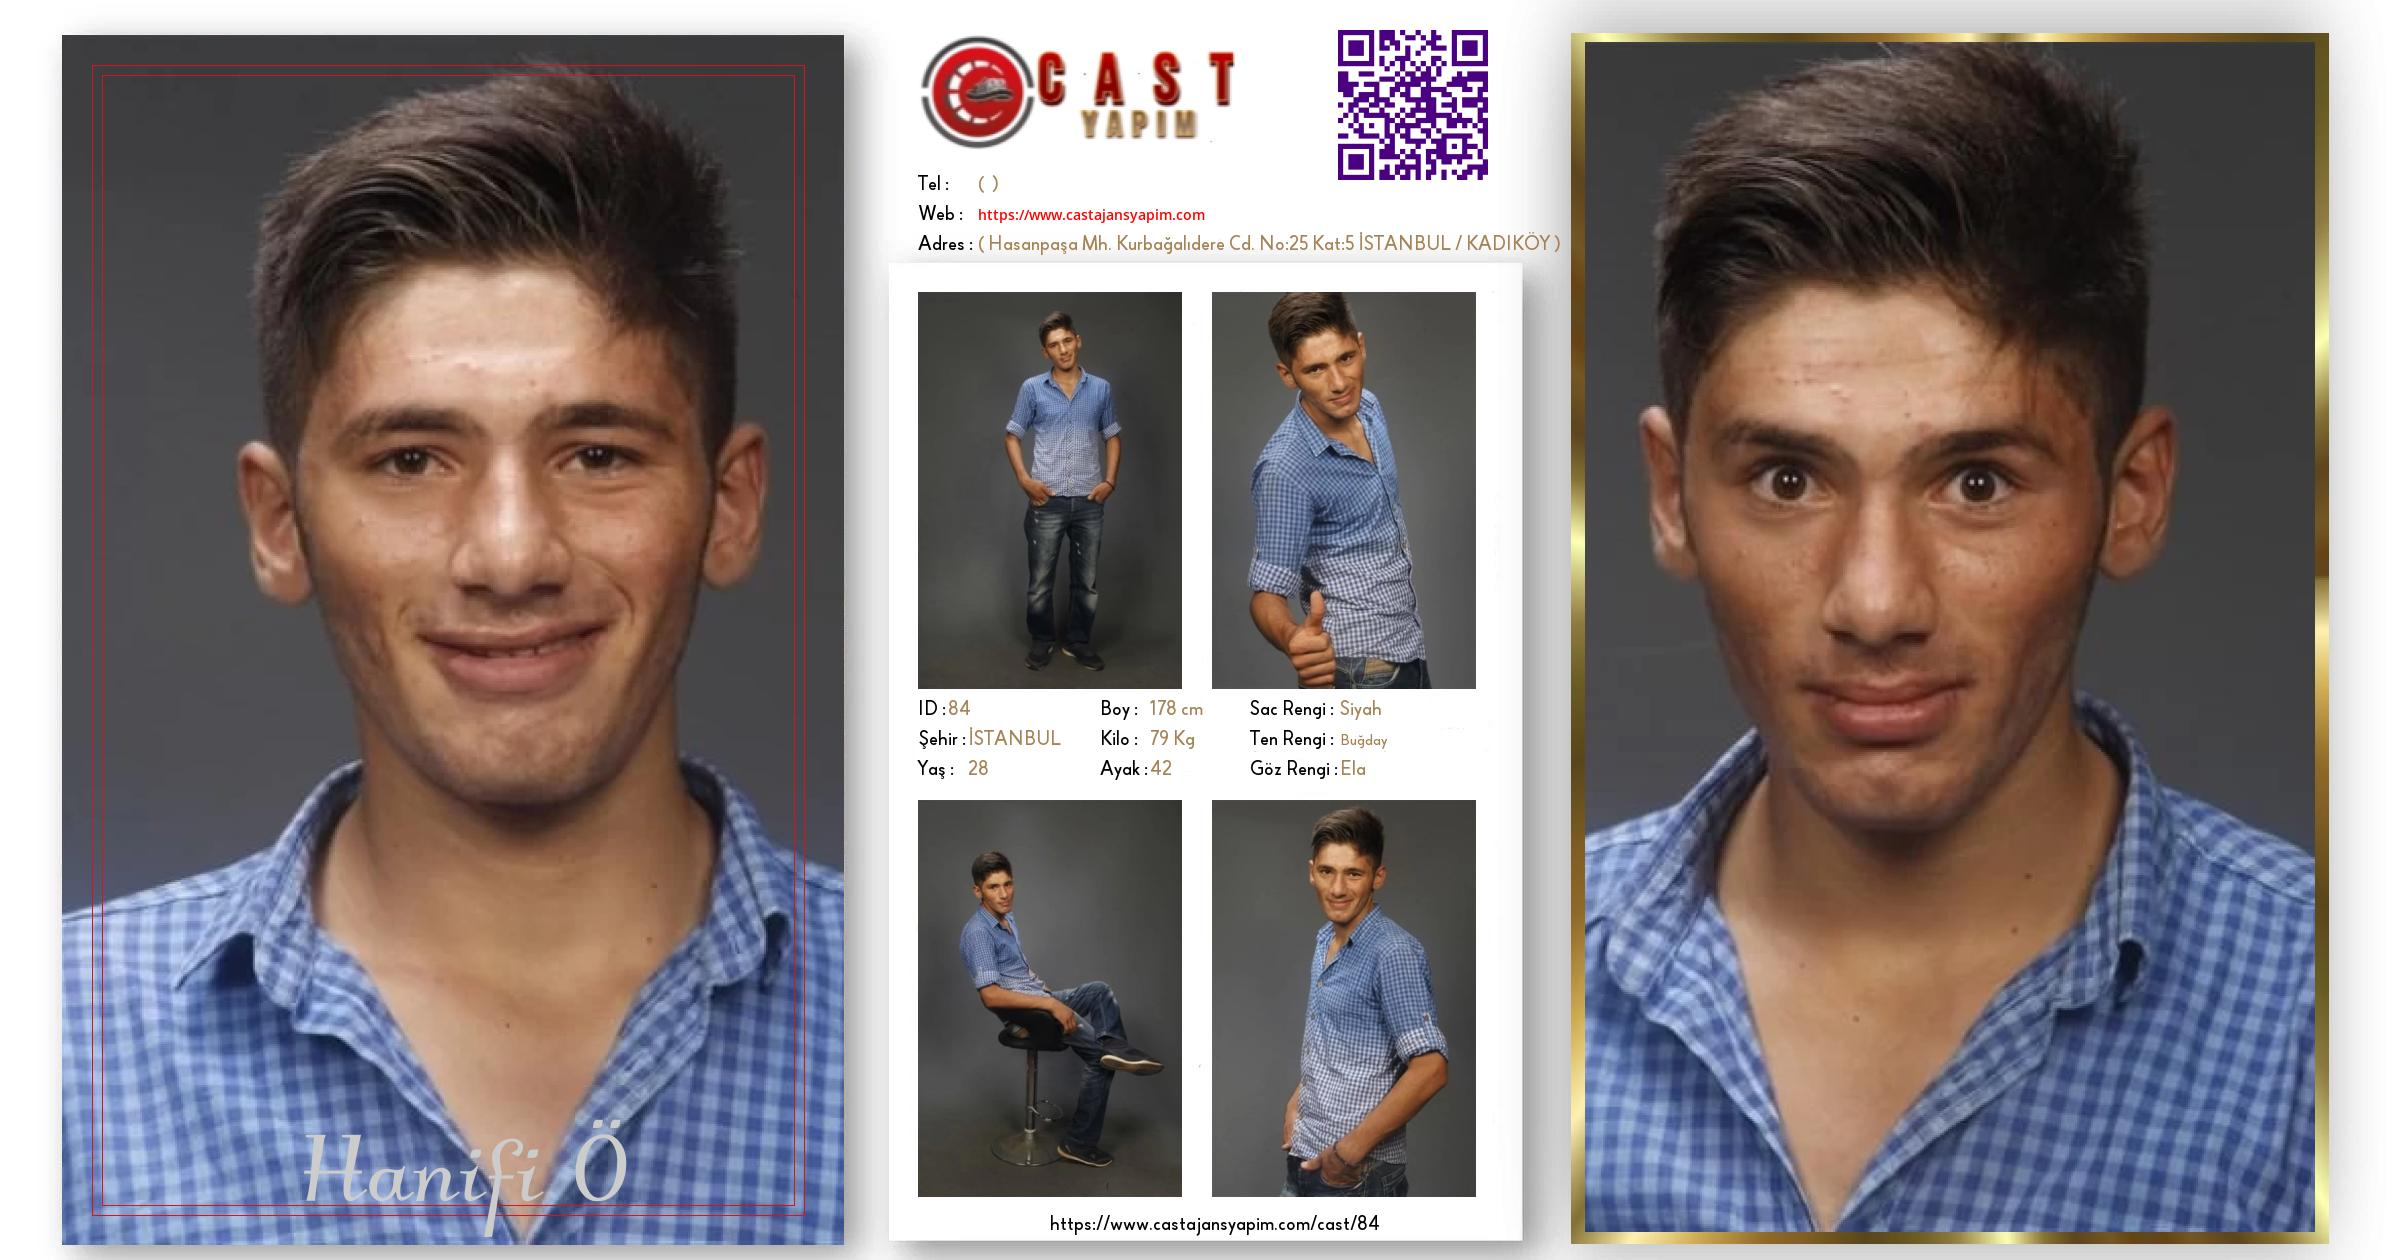 CAST
YAPIM
Tel : ( )
Web : https://www.castajansyapim.com
Adres : ( Hasanpaşa Mh. Kurbağalıdere Cd. No:25 Kat:5 İSTANBUL / KADIKÖY )
ID : 84 Boy : 178 cm Sac Rengi : Siyah
Şehir : İSTANBUL Kilo : 79 Kg Ten Rengi : Buğday
Yaş : 28 Ayak : 42 Göz Rengi : Ela
Hanifi Ö
https://www.castajansyapim.com/cast/84